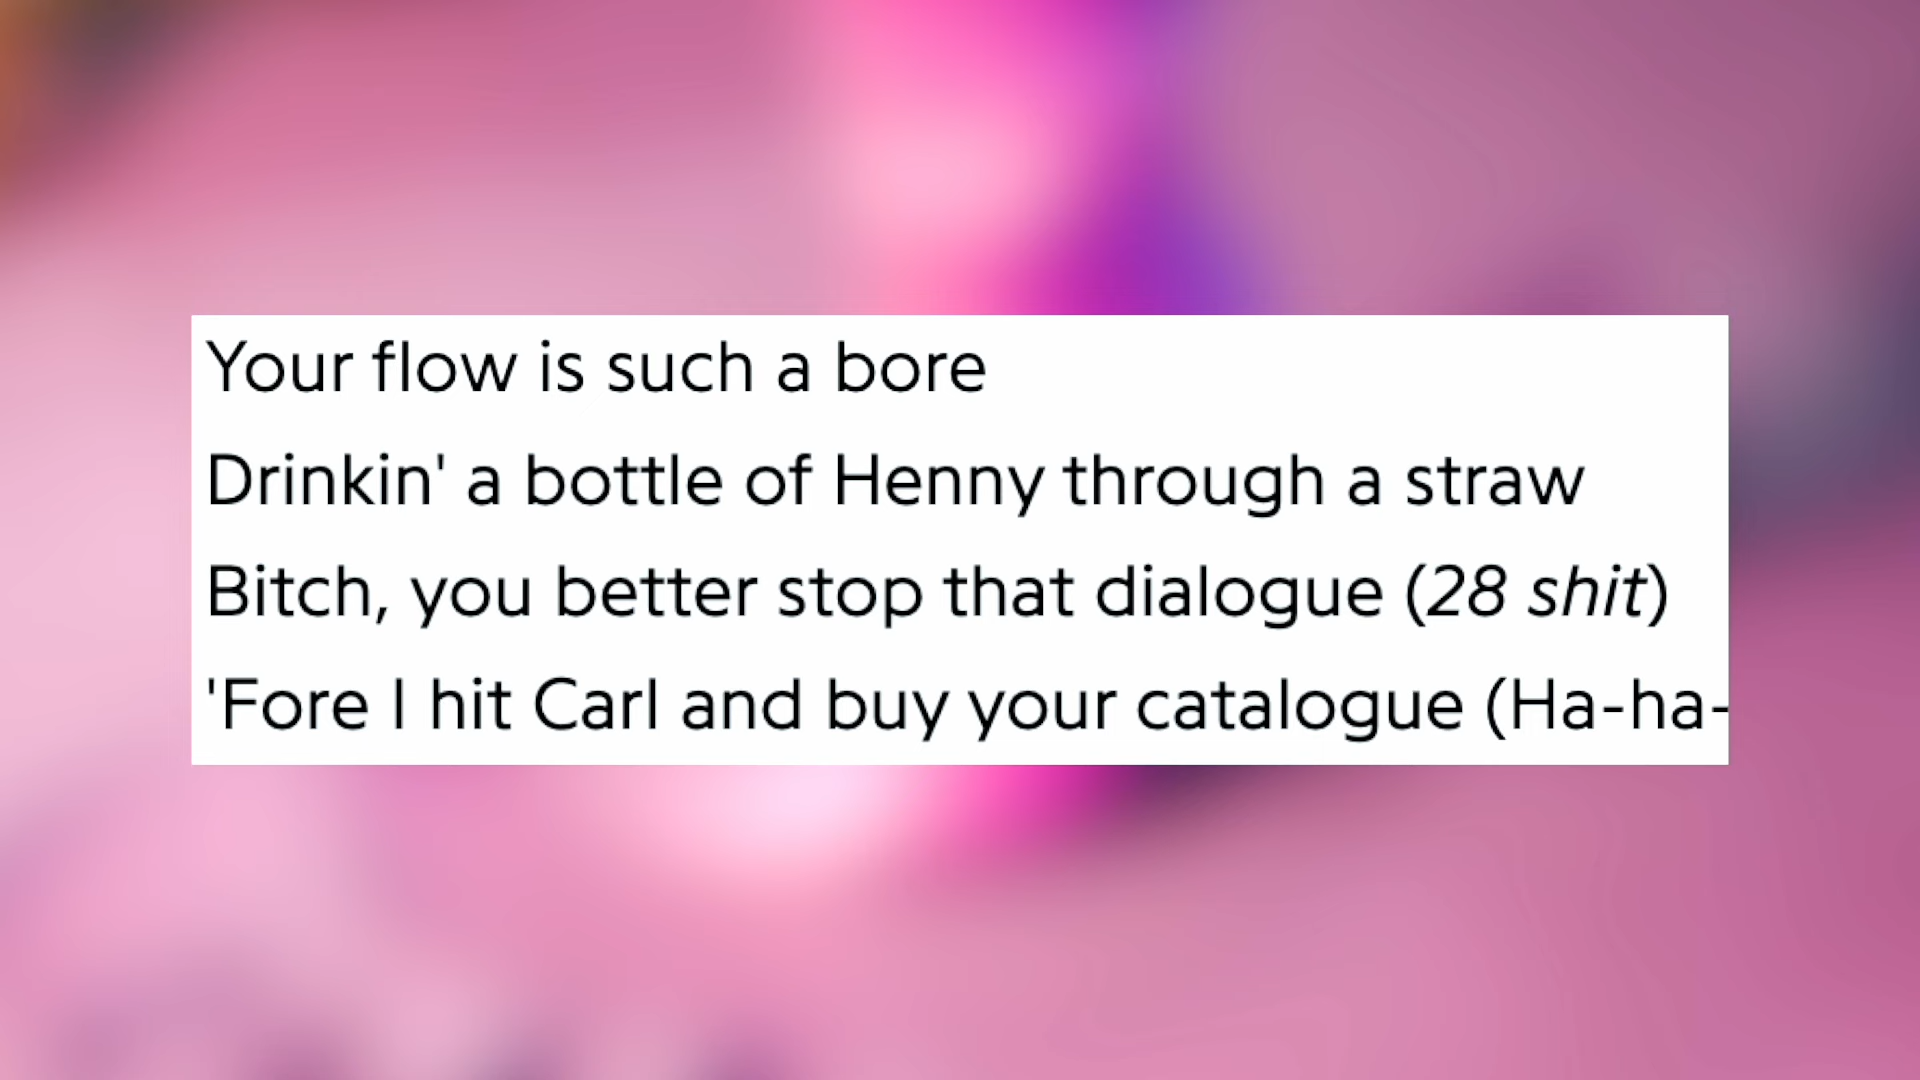 Your flow is such a bore
Drinkin' a bottle of Henny through a straw
Bitch, you better stop that dialogue (28 shit)
'Fore I hit Carl and buy your catalogue (Ha-ha-